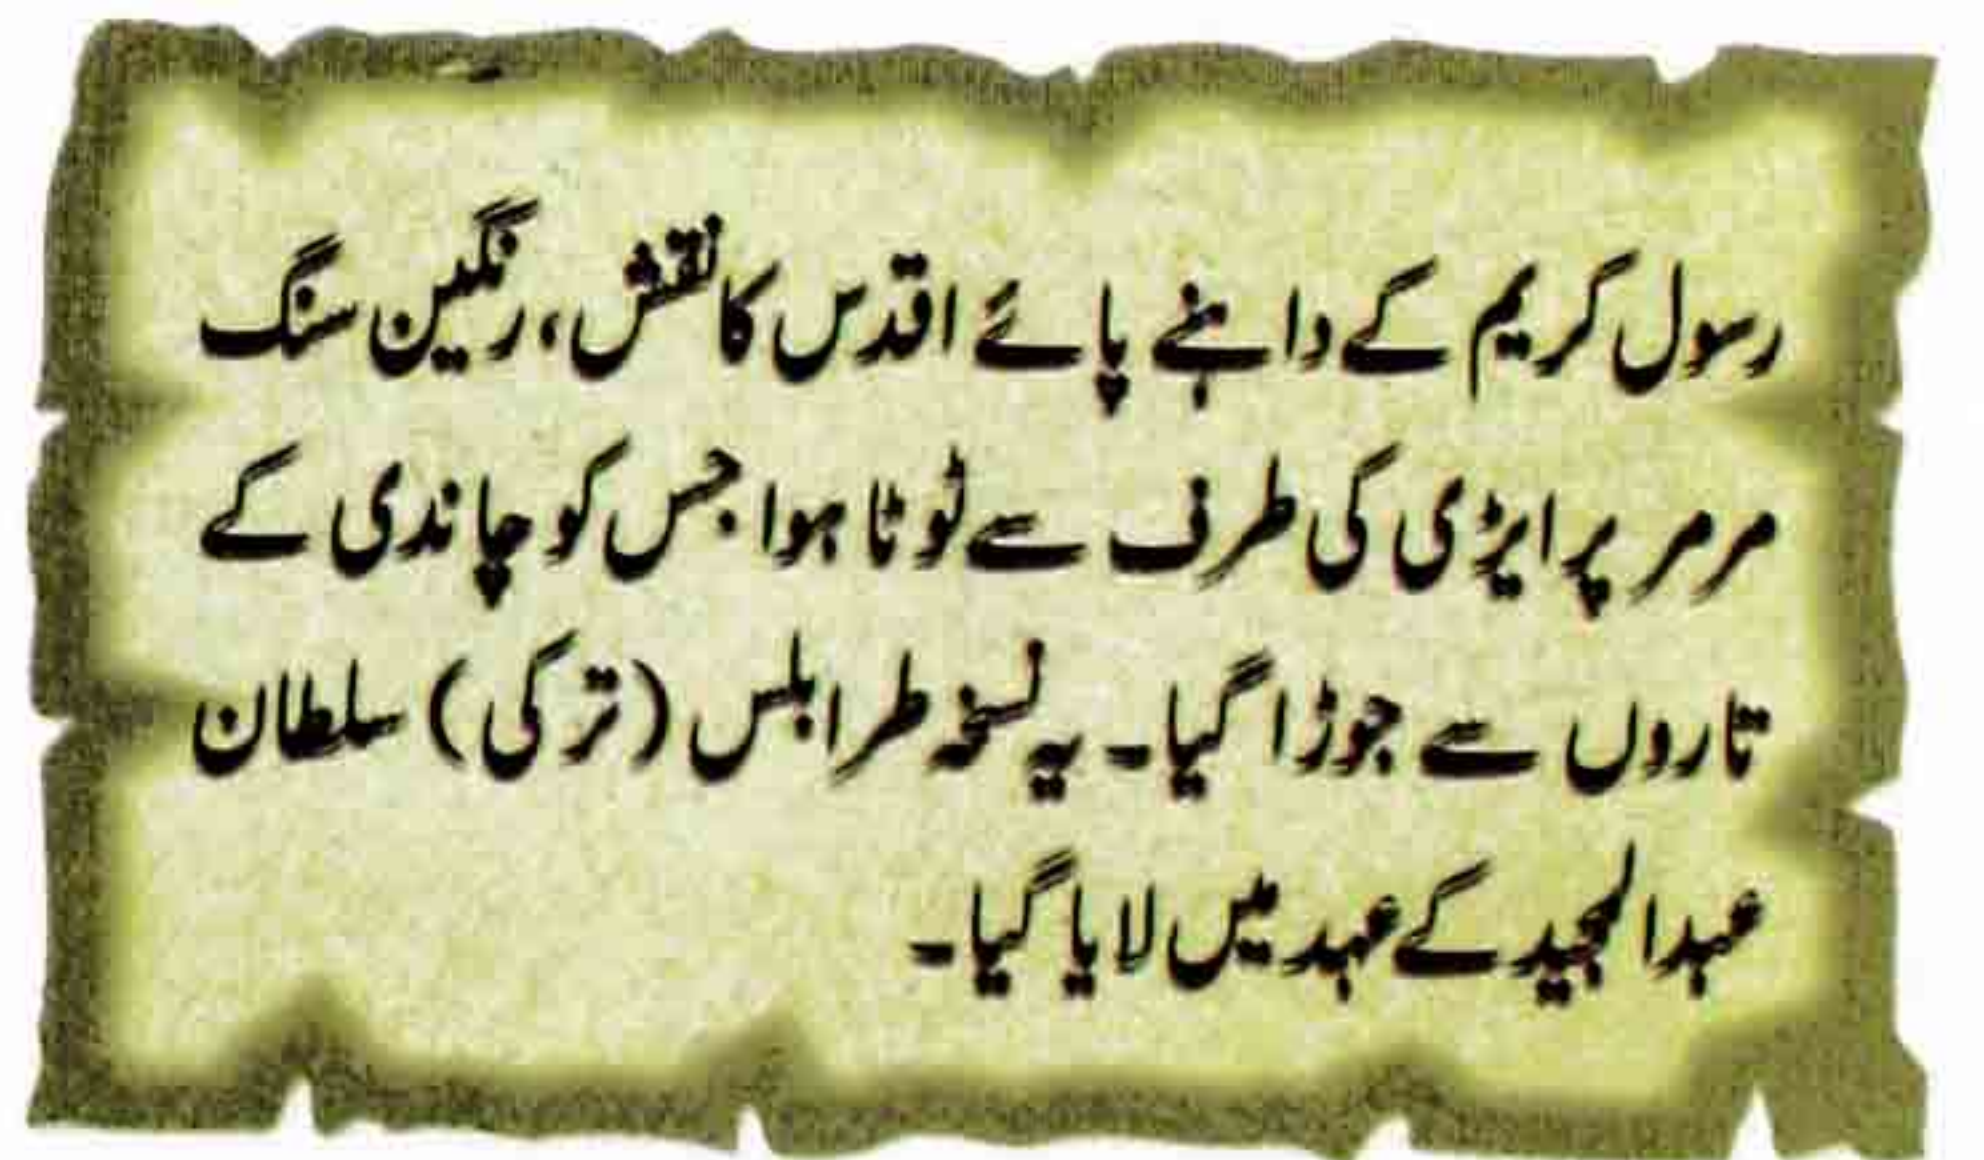 رسول کریم کے داہنے پائے اقدس کا نقش، رنگین سنگ
مرمر پر ایڑی کی طرف سے ٹوٹا ہوا جس کو چاندی کے
تاروں سے جوڑا گیا۔ یہ نسخہ طرابلس (ترکی) سلطان
عبدالمجید کے عہد میں لایا گیا۔